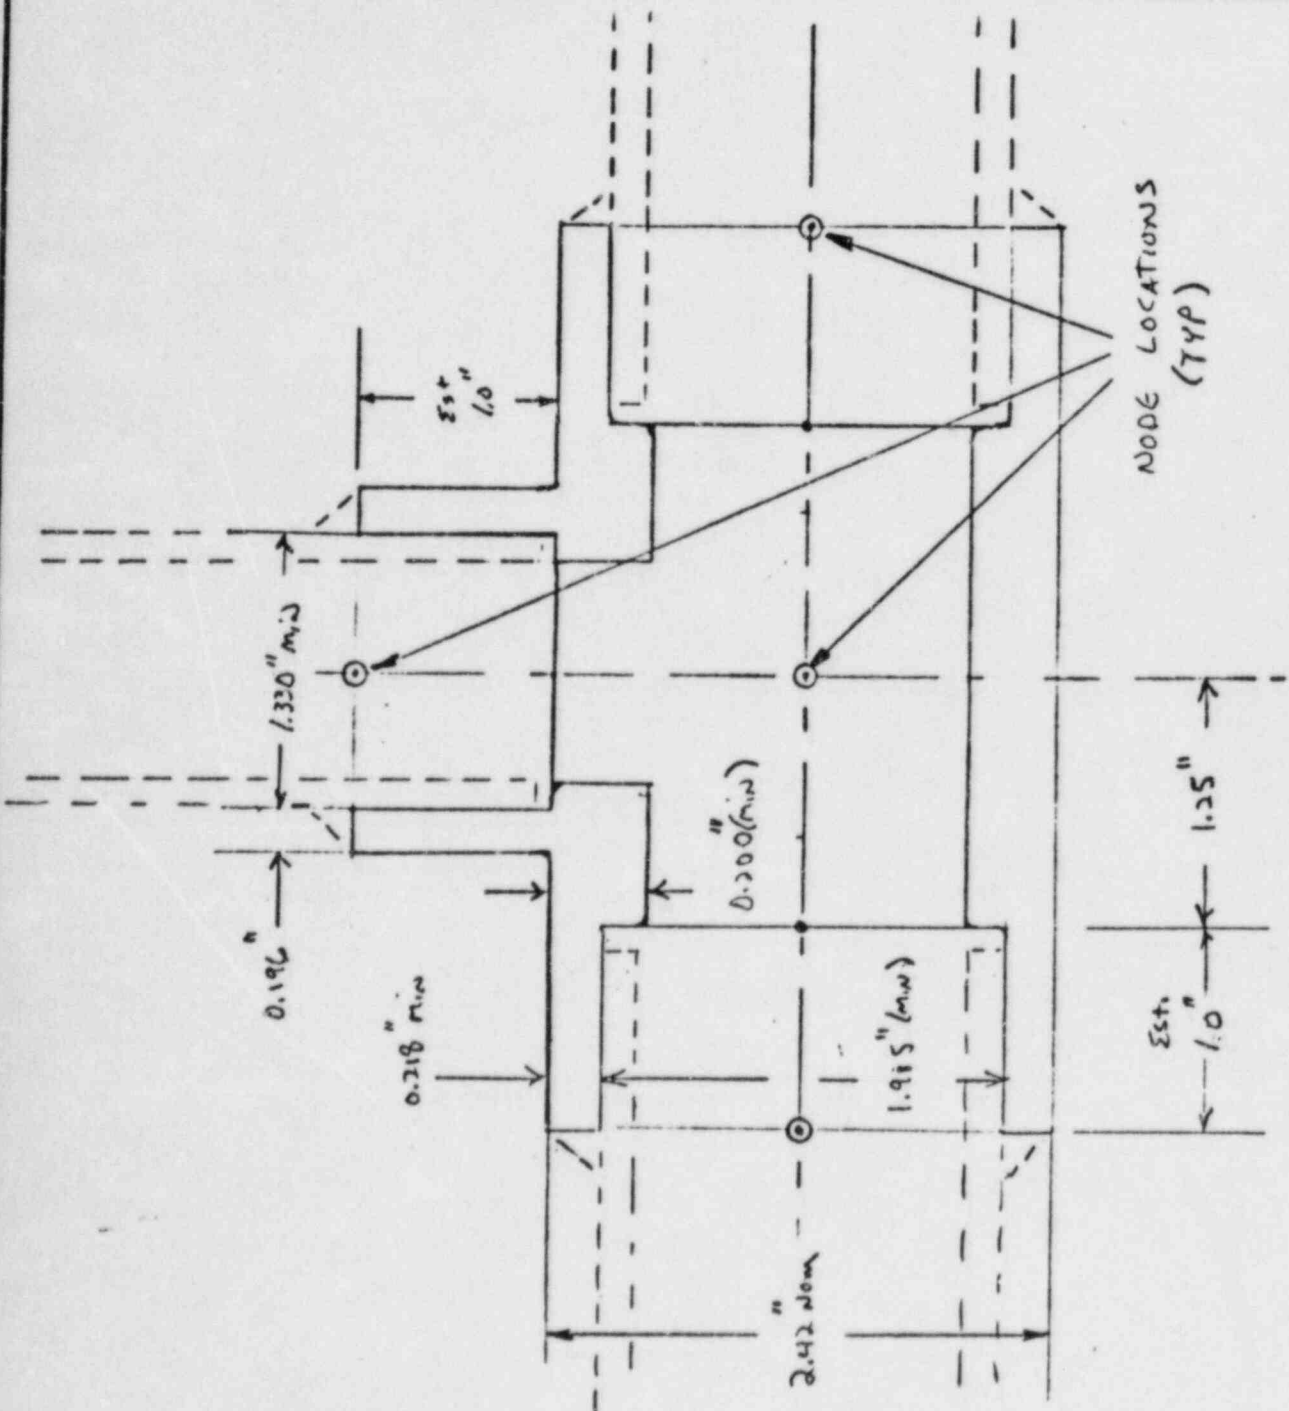 Est
1.0"
1.330" min
0.196"
0.218" MIN
0.200"(min)
1.915" (MIN)
2.42" Nom
1.25"
Est.
1.0"
NODE LOCATIONS
(TYP)